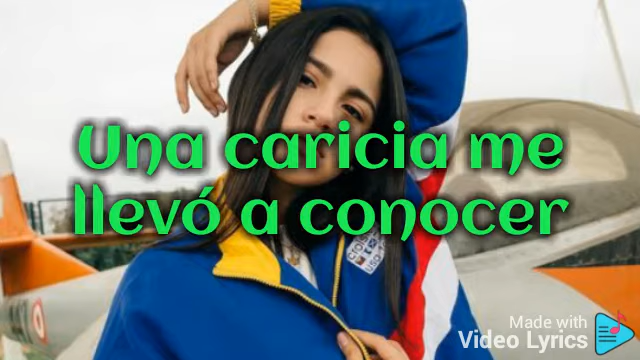 Una caricia me
llevó a conocer
Made with
Video Lyrics